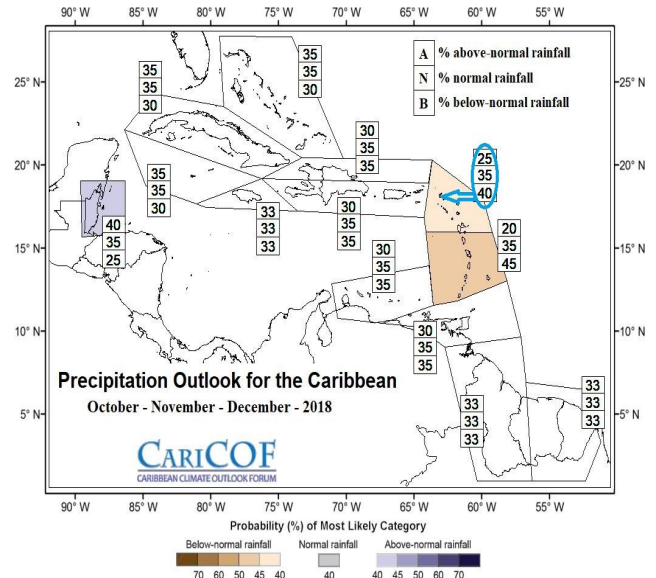 90° W 85° W 80° W 75° W 70° W 65° W 60° W 55° W
A % above-normal rainfall
N % normal rainfall
B % below-normal rainfall
25° N
20° N
15° N
10° N
5° N
25° N
20° N
15° N
10° N
5° N
35
35
30
35
35
30
30
35
35
25
35
40
35
35
30
40
35
25
33
33
33
30
35
35
20
35
45
30
35
35
30
35
35
33
33
33
33
33
33
Precipitation Outlook for the Caribbean
October - November - December - 2018
CARICOF
CARIBBEAN CLIMATE OUTLOOK FORUM
90° W 85° W 80° W 75° W 70° W 65° W 60° W 55° W
Probability (%) of Most Likely Category
Below-normal rainfall Normal rainfall Above-normal rainfall
70 60 50 45 40 40 40 45 50 60 70